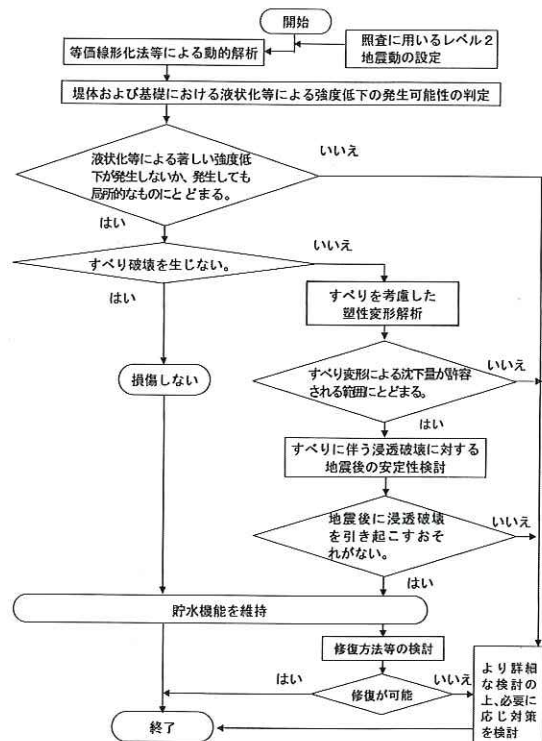 開始
照査に用いるレベル2
地震動の設定
等価線形化法等による動的解析
堤体および基礎における液状化等による強度低下の発生可能性の判定
液状化等による著しい強度低
下が発生しないか、発生しても
局所的なものにとどまる。
いいえ
はい
すべり破壊を生じない。
いいえ
はい
すべりを考慮した
塑性変形解析
損傷しない
すべり変形による沈下量が許容
される範囲にとどまる。
いいえ
はい
すべりに伴う浸透破壊に対する
地震後の安定性検討
地震後に浸透破壊
を引き起こすおそ
れがない。
いいえ
はい
貯水機能を維持
修復方法等の検討
はい
修復が可能
いいえ
より詳細
な検討の
上、必要に
応じ対策
を検討
終了